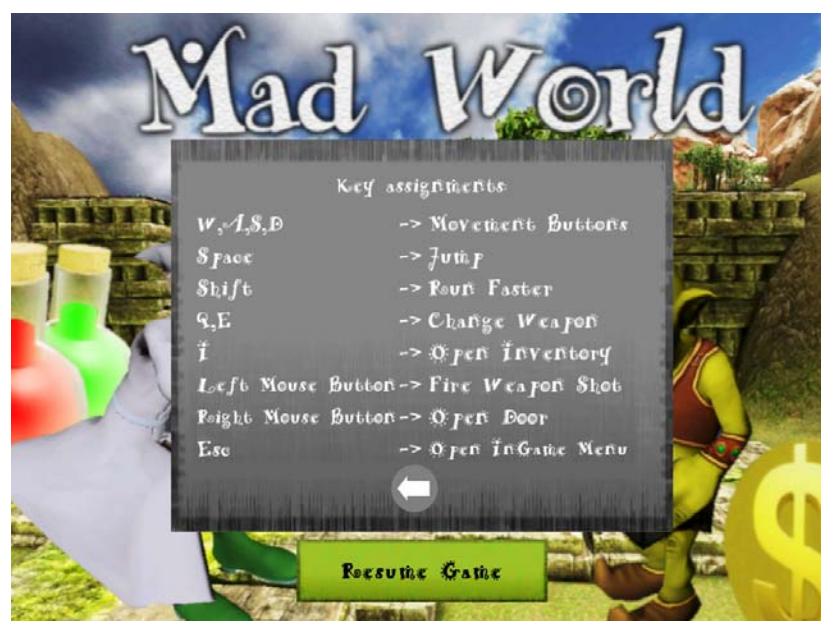 Mad World
Key assignments
W,A,S,D -> Movement Buttons
Space -> Jump
Shift -> Run Faster
Q,E -> Change Weapon
I -> Open Inventory
Left Mouse Button -> Fire Weapon Shot
Right Mouse Button -> Open Door
Esc -> Open InGame Menu
Resume Game
$